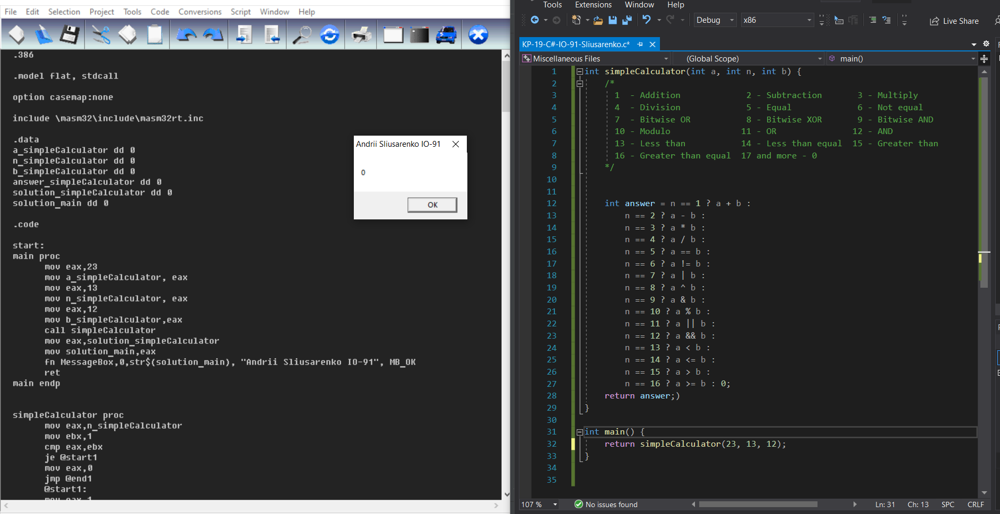 File Edit Selection Project Tools Code Conversions Script Window Help
.386
.model flat, stdcall
option casemap:none
include \masm32\include\masm32rt.inc
.data
a_simpleCalculator dd 0
n_simpleCalculator dd 0
b_simpleCalculator dd 0
answer_simpleCalculator dd 0
solution_simpleCalculator dd 0
solution_main dd 0
.code
start:
main proc
mov eax,23
mov a_simpleCalculator, eax
mov eax,13
mov n_simpleCalculator, eax
mov eax,12
mov b_simpleCalculator,eax
call simpleCalculator
mov eax,solution_simpleCalculator
mov solution_main,eax
fn MessageBox,0,str$(solution_main), "Andrii Sliusarenko IO-91", MB_OK
ret
main endp
simpleCalculator proc
mov eax,n_simpleCalculator
mov ebx,1
cmp eax,ebx
je @start1
mov eax,0
jmp @end1
@start1:
mov eax,1
Andrii Sliusarenko IO-91
0
OK
Tools Extensions Window Help
Debug x86 Live Share
KP-19-C#-IO-91-Sliusarenko.c*
Miscellaneous Files (Global Scope) main()
1 int simpleCalculator(int a, int n, int b) {
2 /*
3 1 - Addition 2 - Subtraction 3 - Multiply
4 4 - Division 5 - Equal 6 - Not equal
5 7 - Bitwise OR 8 - Bitwise XOR 9 - Bitwise AND
6 10 - Modulo 11 - OR 12 - AND
7 13 - Less than 14 - Less than equal 15 - Greater than
8 16 - Greater than equal 17 and more - 0
9 */
10
11
12 int answer = n == 1 ? a + b :
13 n == 2 ? a - b :
14 n == 3 ? a * b :
15 n == 4 ? a / b :
16 n == 5 ? a == b :
17 n == 6 ? a != b :
18 n == 7 ? a | b :
19 n == 8 ? a ^ b :
20 n == 9 ? a & b :
21 n == 10 ? a % b :
22 n == 11 ? a || b :
23 n == 12 ? a && b :
24 n == 13 ? a < b :
25 n == 14 ? a <= b :
26 n == 15 ? a > b :
27 n == 16 ? a >= b : 0;
28 return answer;)
29 }
30
31 int main() {
32 return simpleCalculator(23, 13, 12);
33 }
34
35
107 % No issues found Ln: 31 Ch: 13 SPC CRLF